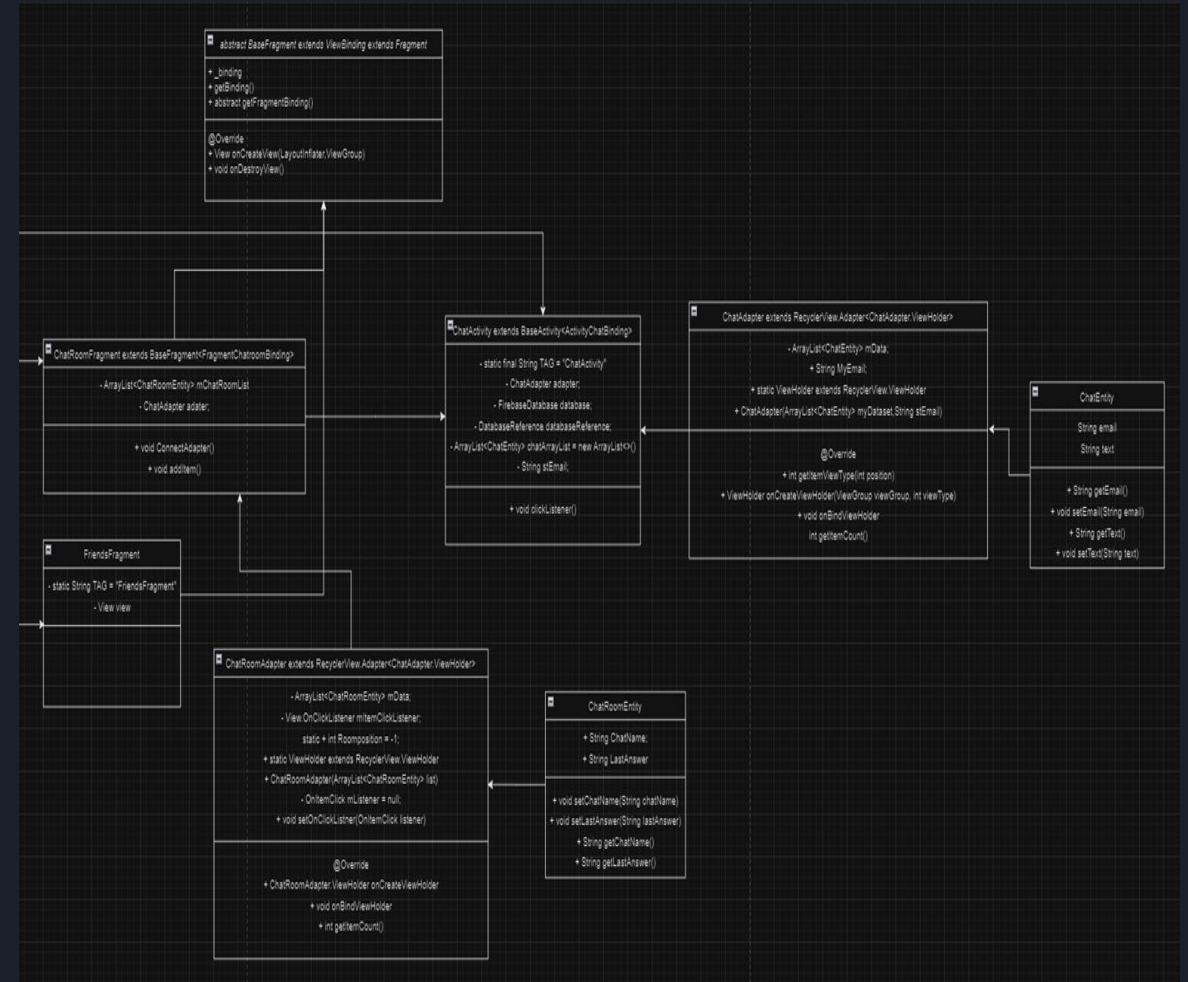 abstract BaseFragment extends ViewBinding extends Fragment
+ _binding
+ getBinding()
+ abstract getFragmentBinding()
@Override
+ View onCreateView(LayoutInflater,ViewGroup)
+ void onDestroyView()
ChatRoomFragment extends BaseFragment<FragmentChatroomBinding>
- ArrayList<ChatRoomEntity> mChatRoomList
- ChatAdapter adater;
+ void ConnectAdapter()
+ void addItem()
ChatActivity extends BaseActivity<ActivityChatBinding>
- static final String TAG = "ChatActivity"
- ChatAdapter adapter;
- FirebaseDatabase database;
- DatabaseReference databaseReference;
- ArrayList<ChatEntity> chatArrayList = new ArrayList<>()
- String stEmail;
+ void clickListener()
ChatAdapter extends RecyclerView.Adapter<ChatAdapter.ViewHolder>
- ArrayList<ChatEntity> mData;
+ String MyEmail;
+ static ViewHolder extends RecyclerView.ViewHolder
+ ChatAdapter(ArrayList<ChatEntity> myDataset,String stEmail)
@Override
+ int getItemViewType(int position)
+ ViewHolder onCreateViewHolder(ViewGroup viewGroup, int viewType)
+ void onBindViewHolder
int getItemCount()
ChatEntity
String email
String text
+ String getEmail()
+ void setEmail(String email)
+ String getText()
+ void setText(String text)
FriendsFragment
- static String TAG = "FriendsFragment"
- View view
ChatRoomAdapter extends RecyclerView.Adapter<ChatAdapter.ViewHolder>
- ArrayList<ChatRoomEntity> mData;
- View.OnClickListener mItemClickListener;
static + int Roomposition = -1;
+ static ViewHolder extends RecyclerView.ViewHolder
+ ChatRoomAdapter(ArrayList<ChatRoomEntity> list)
- OnItemClick mListener = null;
+ void setOnClickListner(OnItemClick listener)
@Override
+ ChatRoomAdapter.ViewHolder onCreateViewHolder
+ void onBindViewHolder
+ int getItemCount()
ChatRoomEntity
+ String ChatName;
+ String LastAnswer
+ void setChatName(String chatName)
+ void setLastAnswer(String lastAnswer)
+ String getChatName()
+ String getLastAnswer()